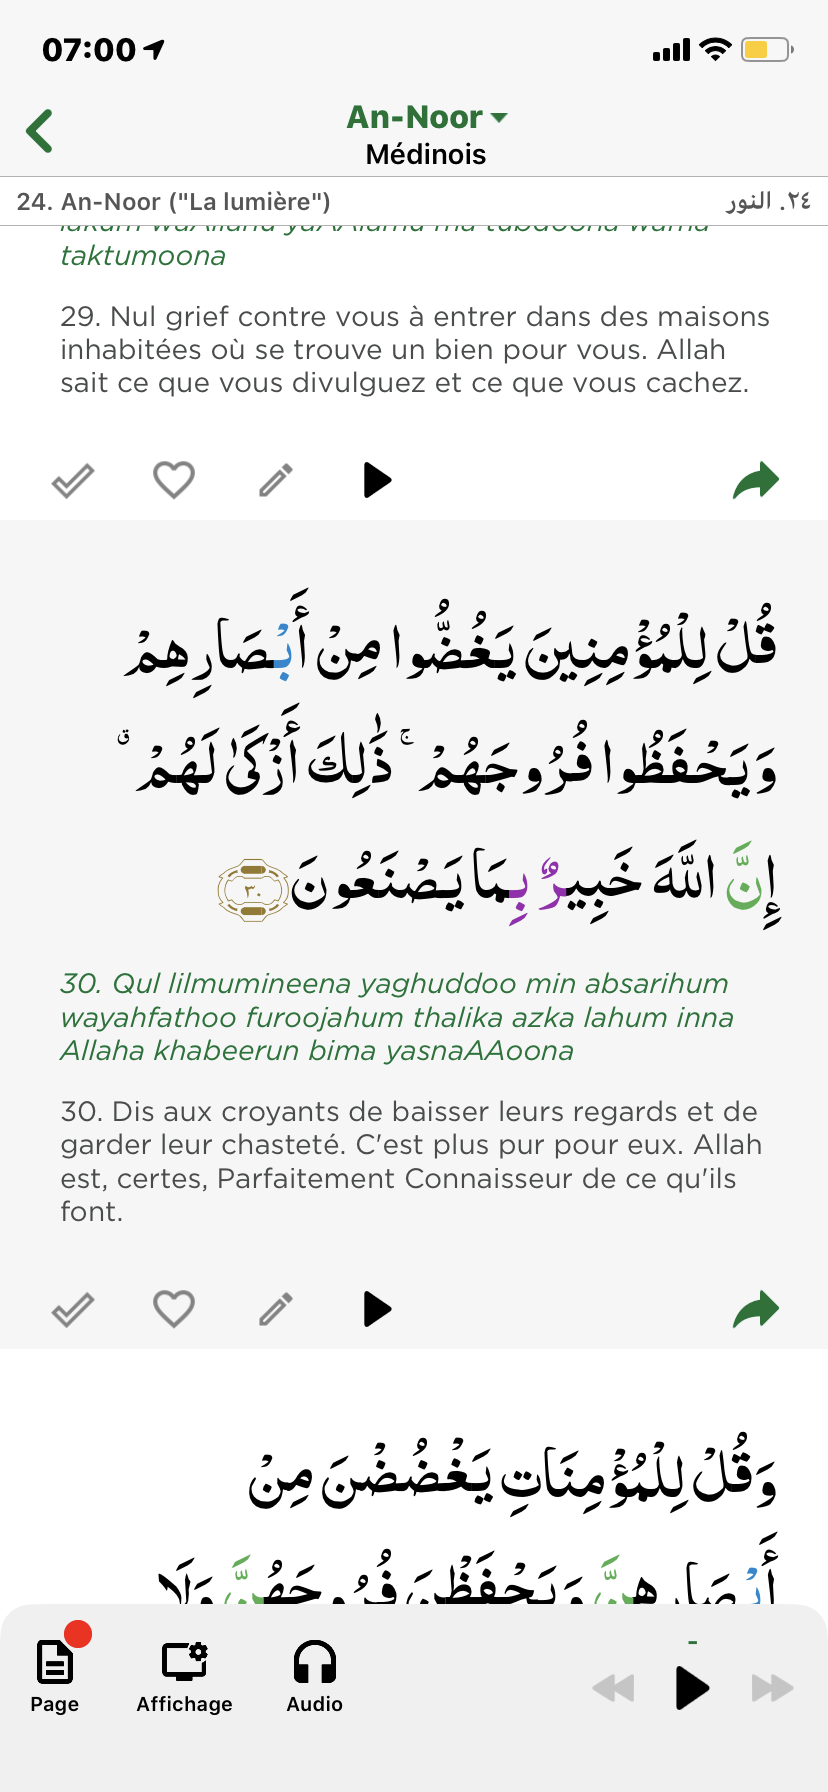 07:00
An-Noor
Médinois
24. An-Noor ("La lumière")
٢٤. النور
taktumoona
29. Nul grief contre vous à entrer dans des maisons
inhabitées où se trouve un bien pour vous. Allah
sait ce que vous divulguez et ce que vous cachez.
قُلْ لِلْمُؤْمِنِينَ يَغُضُّوا مِنْ أَبْصَارِهِمْ
وَيَحْفَظُوا فُرُوجَهُمْ ۚ ذَٰلِكَ أَزْكَىٰ لَهُمْ ۗ
إِنَّ اللَّهَ خَبِيرٌ بِمَا يَصْنَعُونَ ٣٠
30. Qul lilmumineena yaghuddoo min absarihum
wayahfathoo furoojahum thalika azka lahum inna
Allaha khabeerun bima yasnaAAoona
30. Dis aux croyants de baisser leurs regards et de
garder leur chasteté. C'est plus pur pour eux. Allah
est, certes, Parfaitement Connaisseur de ce qu'ils
font.
وَقُلْ لِلْمُؤْمِنَاتِ يَغْضُضْنَ مِنْ
أَبْصَارِهِنَّ وَيَحْفَظْنَ فُرُوجَهُنَّ وَلَا
-
Page
Affichage
Audio